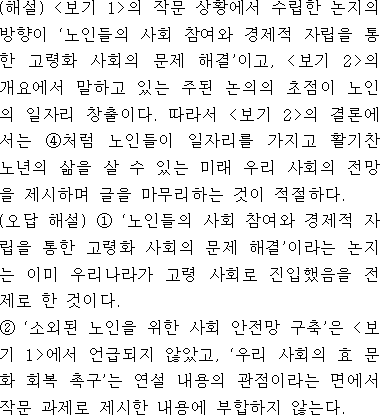 (해설) <보기 1>의 작문 상황에서 수립한 논지의
방향이 ‘노인들의 사회 참여와 경제적 자립을 통
한 고령화 사회의 문제 해결’이고, <보기 2>의
개요에서 말하고 있는 주된 논의의 초점이 노인
의 일자리 창출이다. 따라서 <보기 2>의 결론에
서는 ④처럼 노인들이 일자리를 가지고 활기찬
노년의 삶을 살 수 있는 미래 우리 사회의 전망
을 제시하며 글을 마무리하는 것이 적절하다.
(오답 해설) ① ‘노인들의 사회 참여와 경제적 자
립을 통한 고령화 사회의 문제 해결’이라는 논지
는 이미 우리나라가 고령 사회로 진입했음을 전
제로 한 것이다.
② ‘소외된 노인을 위한 사회 안전망 구축’은 <보
기 1>에서 언급되지 않았고, ‘우리 사회의 효 문
화 회복 촉구’는 연설 내용의 관점이라는 면에서
작문 과제로 제시한 내용에 부합하지 않는다.